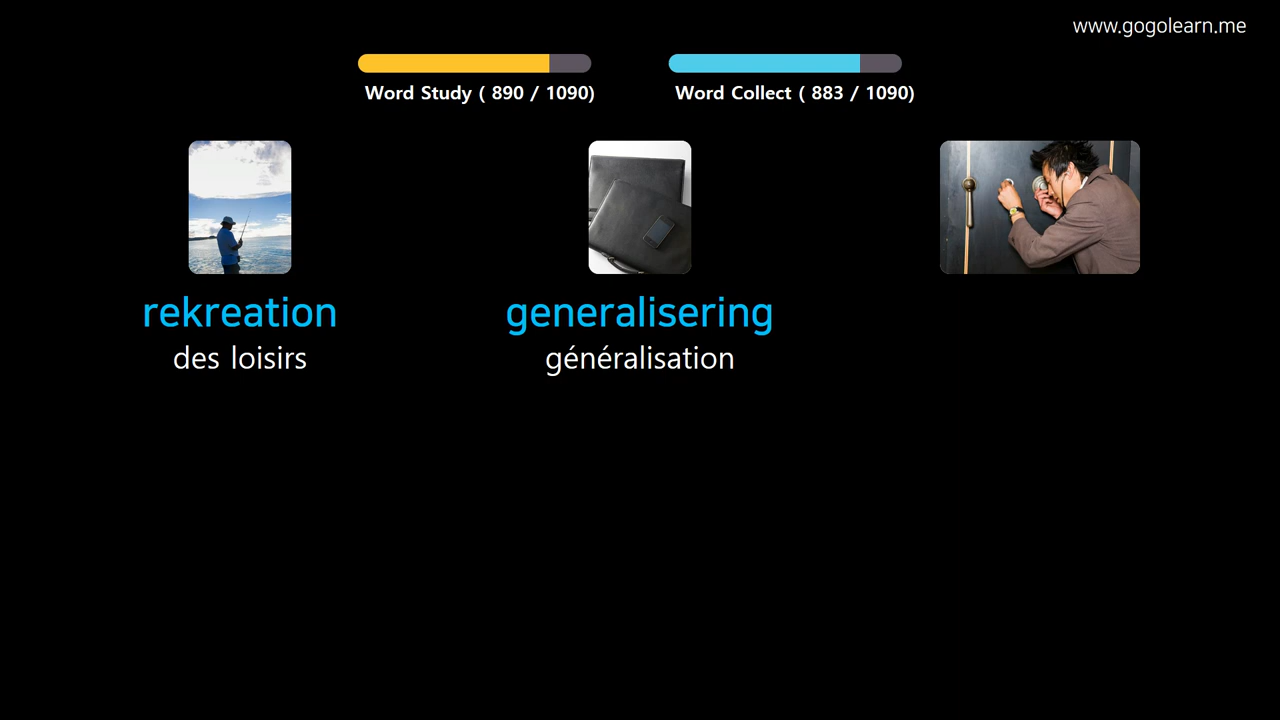 www.gogolearn.me
Word Study ( 890 / 1090)
Word Collect ( 883 / 1090)
rekreation
generalisering
des loisirs
généralisation